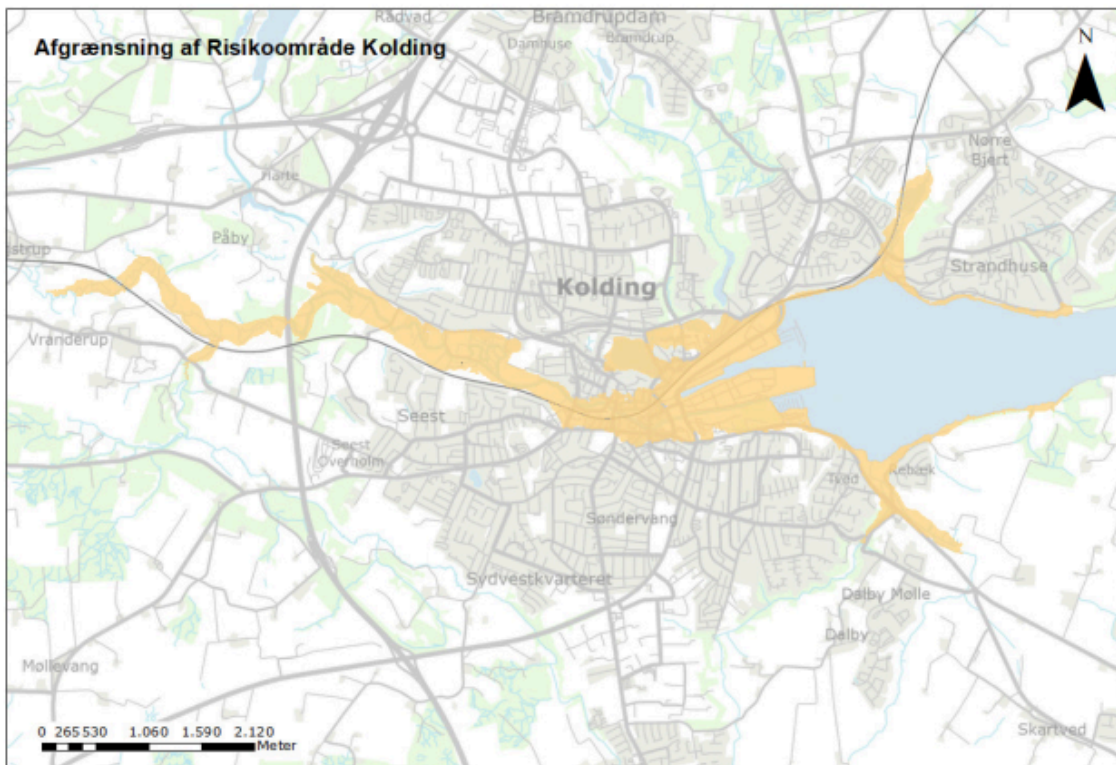 Rådvad
Bramdrupdam
Damhuse
Bramdrup
Afgrænsning af Risikoområde Kolding
N
Nørre
Bjert
Harte
Påby
strup
Strandhuse
Kolding
Vranderup
Seest
Seest
Overholm
Rebæk
Tved
Søndervang
Sydvestkvarteret
Dalby Mølle
Dalby
Møllevang
Skartved
0 265 530 1.060 1.590 2.120
Meter